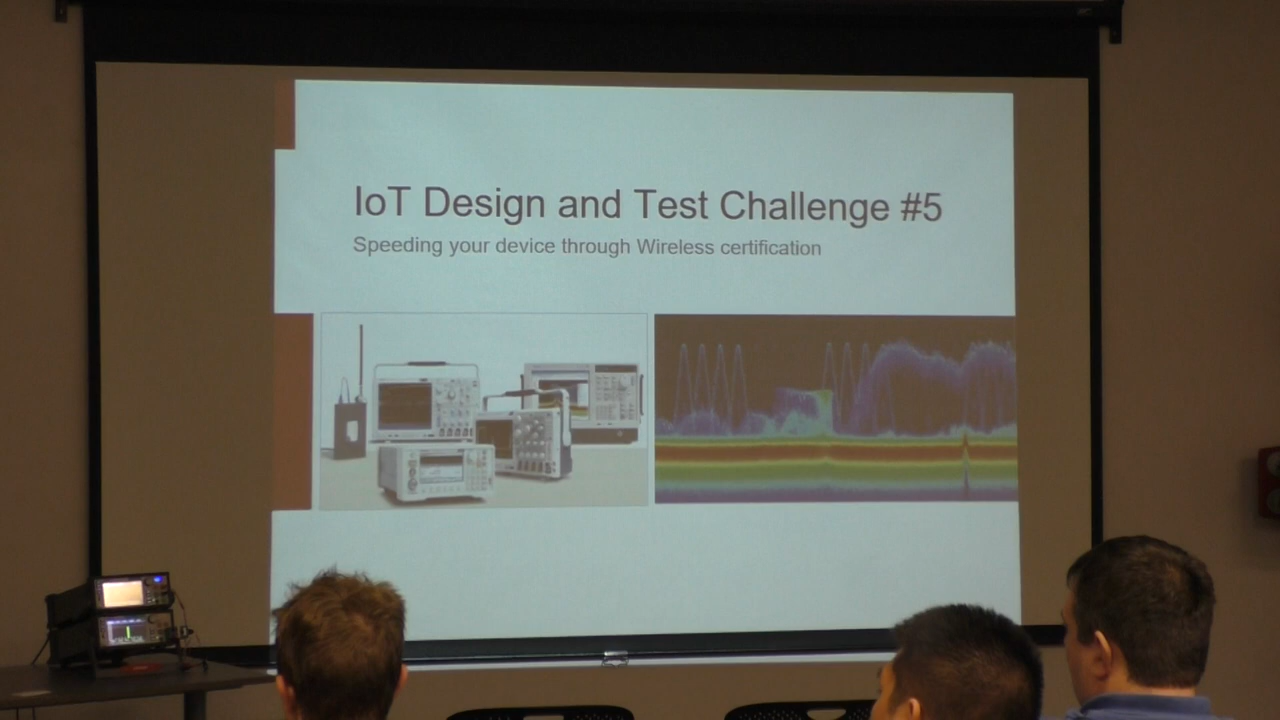 IoT Design and Test Challenge #5
Speeding your device through Wireless certification